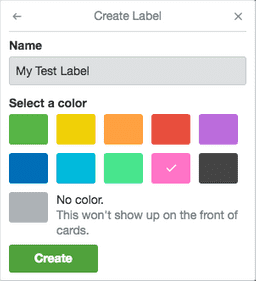 Create Label
Name
My Test Label
Select a color
No color.
This won't show up on the front of
cards.
Create